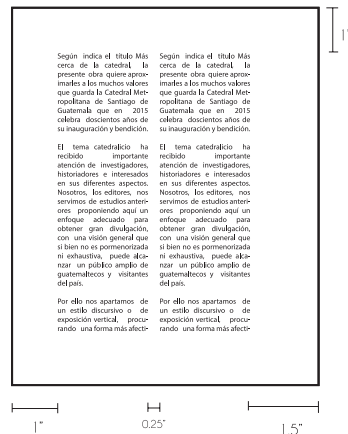 Según indica el título Más
cerca de la catedral, la
presente obra quiere aprox-
imarles a los muchos valores
que guarda la Catedral Met-
ropolitana de Santiago de
Guatemala que en 2015
celebra doscientos años de
su inauguración y bendición.
El tema catedralicio ha
recibido importante
atención de investigadores,
historiadores e interesados
en sus diferentes aspectos.
Nosotros, los editores, nos
servimos de estudios anteri-
ores proponiendo aquí un
enfoque adecuado para
obtener gran divulgación,
con una visión general que
si bien no es pormenorizada
ni exhaustiva, puede alca-
nzar un público amplio de
guatemaltecos y visitantes
del país.
Por ello nos apartamos de
un estilo discursivo o de
exposición vertical, procu-
rando una forma más afecti-
Según indica el título Más
cerca de la catedral, la
presente obra quiere aprox-
imarles a los muchos valores
que guarda la Catedral Met-
ropolitana de Santiago de
Guatemala que en 2015
celebra doscientos años de
su inauguración y bendición.
El tema catedralicio ha
recibido importante
atención de investigadores,
historiadores e interesados
en sus diferentes aspectos.
Nosotros, los editores, nos
servimos de estudios anteri-
ores proponiendo aquí un
enfoque adecuado para
obtener gran divulgación,
con una visión general que
si bien no es pormenorizada
ni exhaustiva, puede alca-
nzar un público amplio de
guatemaltecos y visitantes
del país.
Por ello nos apartamos de
un estilo discursivo o de
exposición vertical, procu-
rando una forma más afecti-
1"
1"
0.25"
1.5"